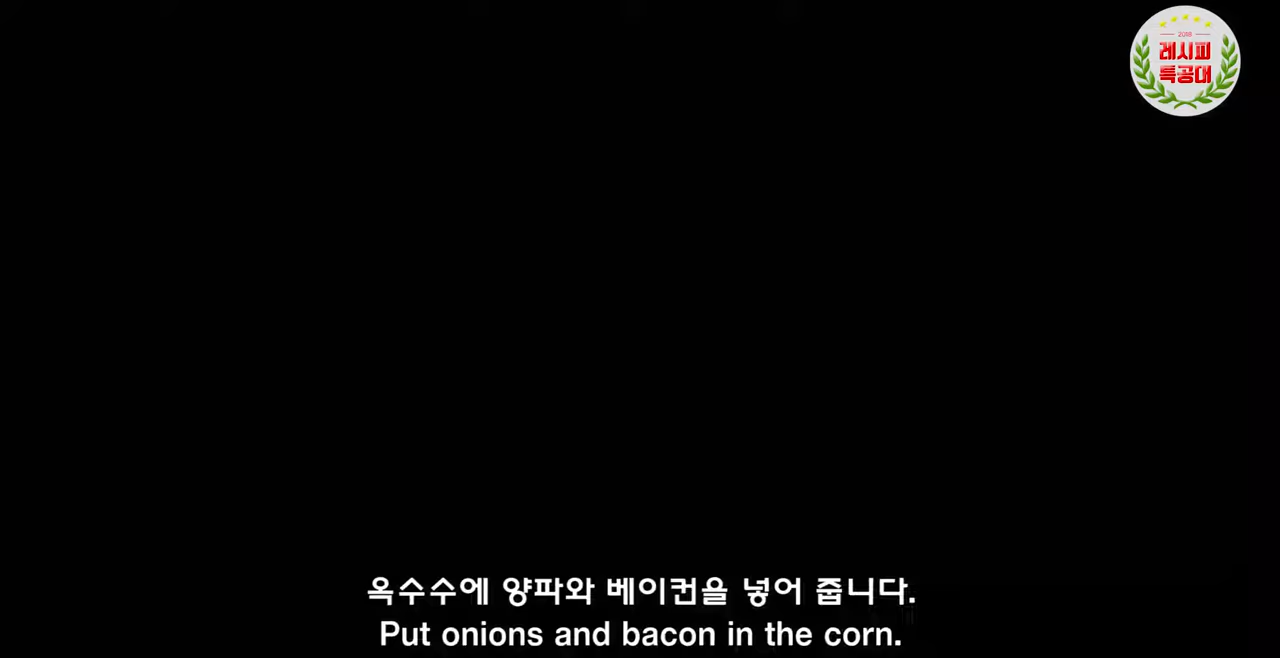 2018
레시피
특공대
옥수수에 양파와 베이컨을 넣어 줍니다.
Put onions and bacon in the corn.